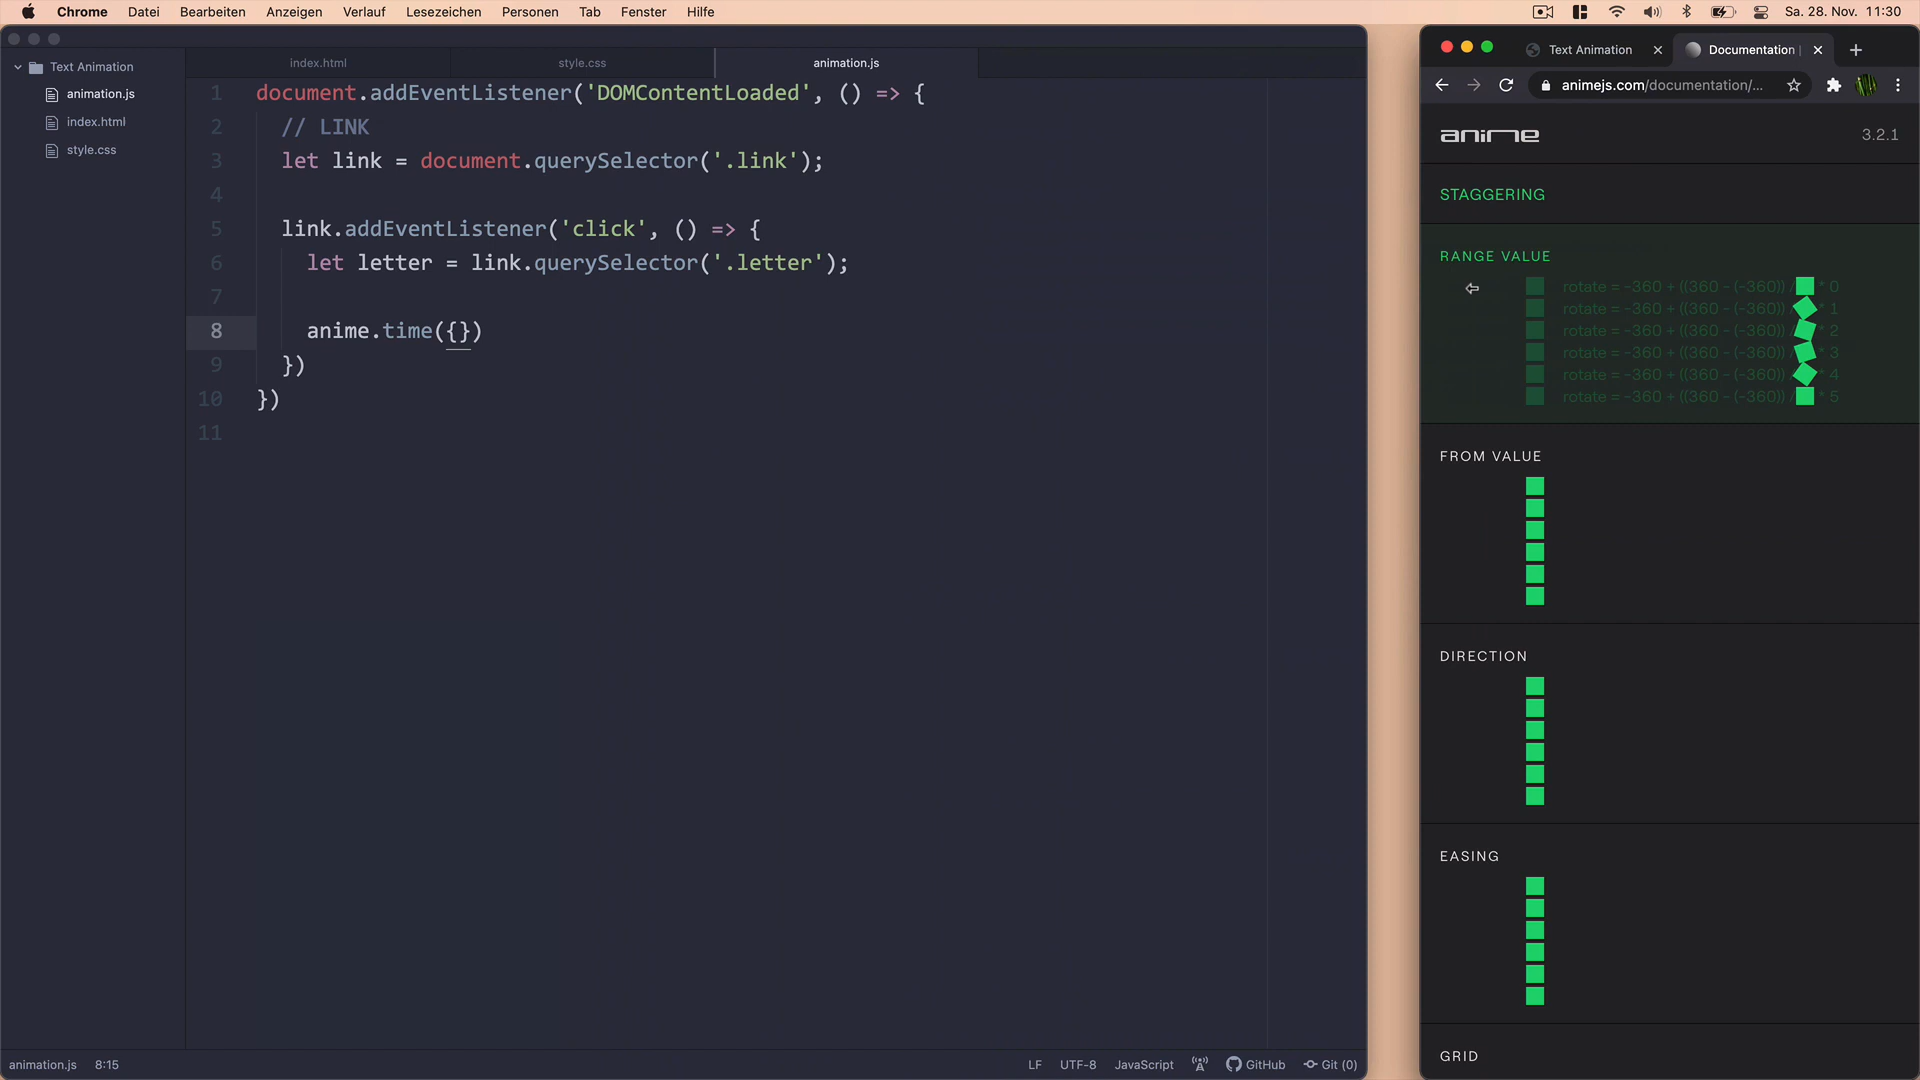 Chrome Datei Bearbeiten Anzeigen Verlauf Lesezeichen Personen Tab Fenster Hilfe
Sa. 28. Nov. 11:30
Text Animation
animation.js
index.html
style.css
index.html style.css animation.js
1 document.addEventListener('DOMContentLoaded', () => {
2 // LINK
3 let link = document.querySelector('.link');
4
5 link.addEventListener('click', () => {
6 let letter = link.querySelector('.letter');
7
8 anime.time({})
9 })
10 })
11
animation.js 8:15
LF UTF-8 JavaScript GitHub Git (0)
Text Animation Documentation |
animejs.com/documentation/...
anime 3.2.1
STAGGERING
RANGE VALUE
rotate = -360 + ((360 - (-360)) / * 0
rotate = -360 + ((360 - (-360)) / * 1
rotate = -360 + ((360 - (-360)) / * 2
rotate = -360 + ((360 - (-360)) / * 3
rotate = -360 + ((360 - (-360)) / * 4
rotate = -360 + ((360 - (-360)) / * 5
FROM VALUE
DIRECTION
EASING
GRID